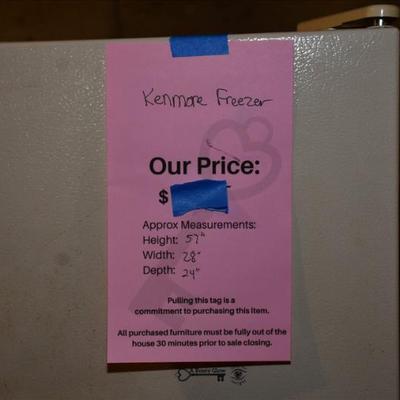 Kenmore Freezer
Our Price:
$
Approx Measurements:
Height: 57"
Width: 28"
Depth: 24"
Pulling this tag is a
commitment to purchasing this item.
All purchased furniture must be fully out of the
house 30 minutes prior to sale closing.